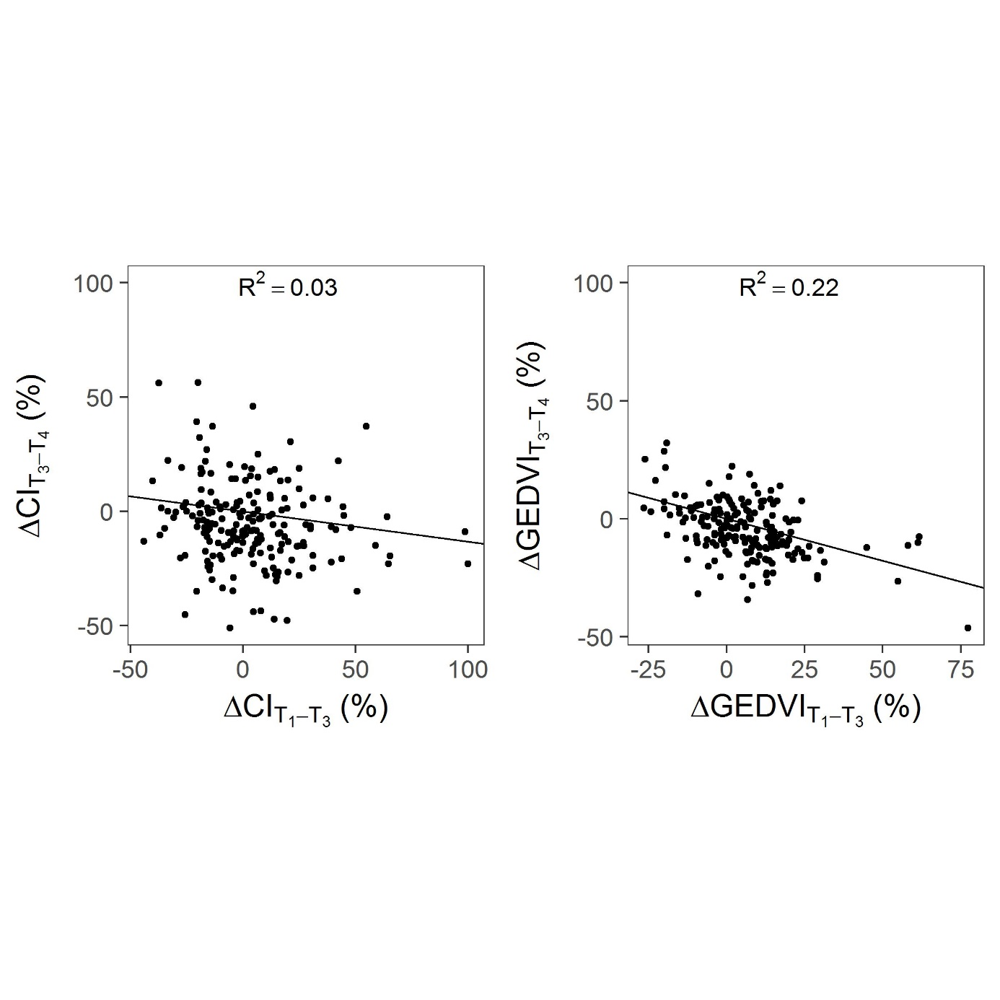 R² = 0.03
100
50
0
-50
ΔCI T₃–T₄ (%)
-50 0 50 100
ΔCI T₁–T₃ (%)
R² = 0.22
100
50
0
-50
ΔGEDVI T₃–T₄ (%)
-25 0 25 50 75
ΔGEDVI T₁–T₃ (%)